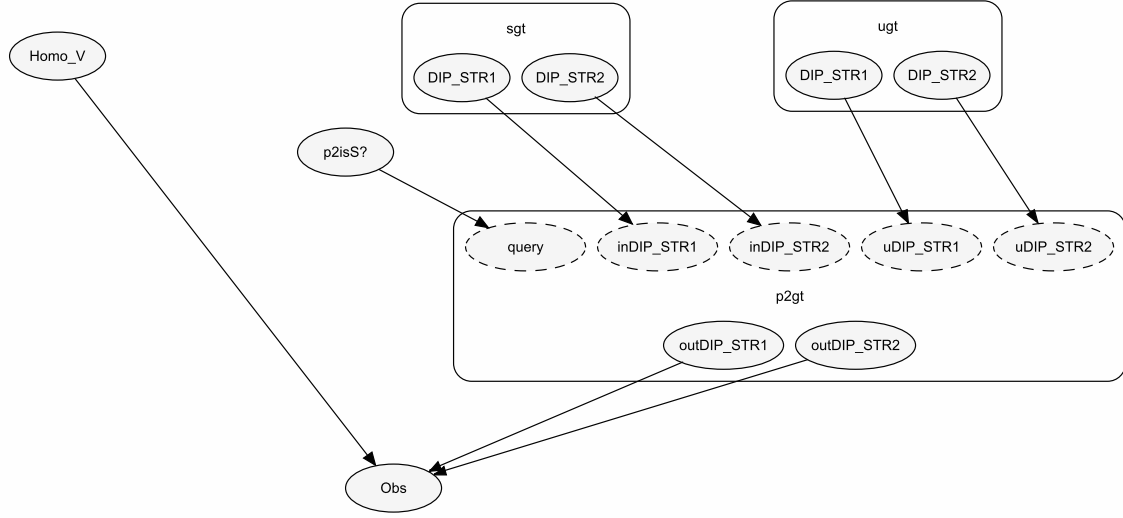 sgt
ugt
Homo_V
DIP_STR1
DIP_STR2
DIP_STR1
DIP_STR2
p2isS?
query
inDIP_STR1
inDIP_STR2
uDIP_STR1
uDIP_STR2
p2gt
outDIP_STR1
outDIP_STR2
Obs